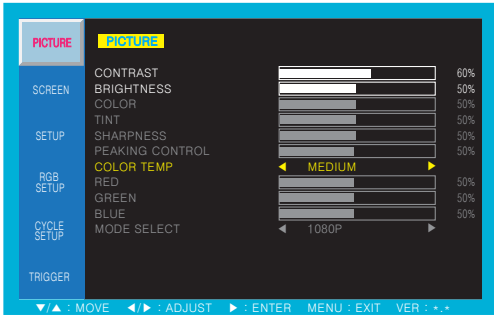 PICTURE
SCREEN
SETUP
RGB
SETUP
CYCLE
SETUP
TRIGGER
PICTURE
CONTRAST 60%
BRIGHTNESS 50%
COLOR 50%
TINT 50%
SHARPNESS 50%
PEAKING CONTROL 50%
COLOR TEMP ◀ MEDIUM ▶
RED 50%
GREEN 50%
BLUE 50%
MODE SELECT ◀ 1080P ▶
▼/▲ : MOVE ◀/▶ : ADJUST ▶ : ENTER MENU : EXIT VER : *.*